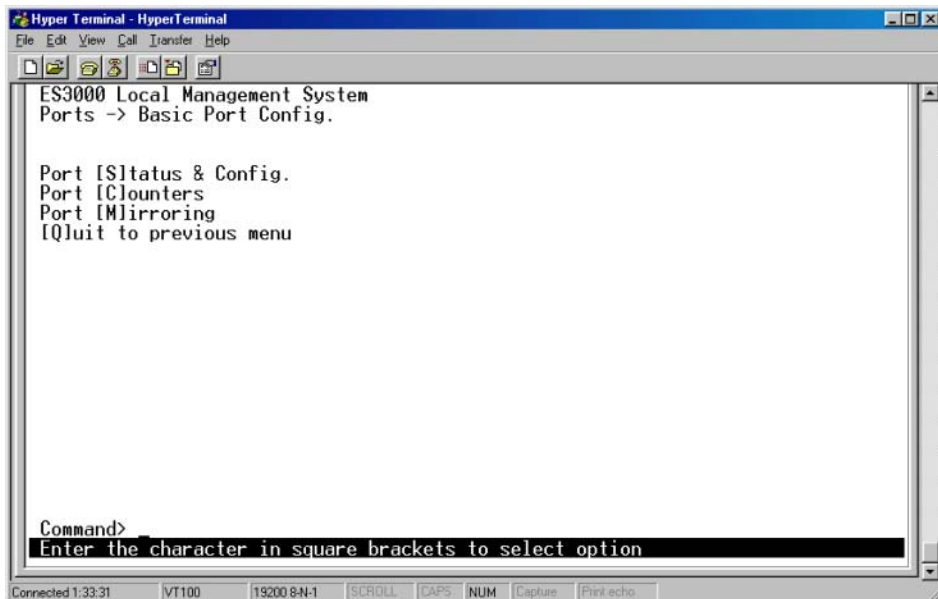 Hyper Terminal - HyperTerminal
File Edit View Call Transfer Help
ES3000 Local Management System
Ports -> Basic Port Config.
Port [S]tatus & Config.
Port [C]ounters
Port [M]irroring
[Q]uit to previous menu
Command> _
Enter the character in square brackets to select option
Connected 1:33:31 VT100 19200 8-N-1 SCROLL CAPS NUM Capture Print echo